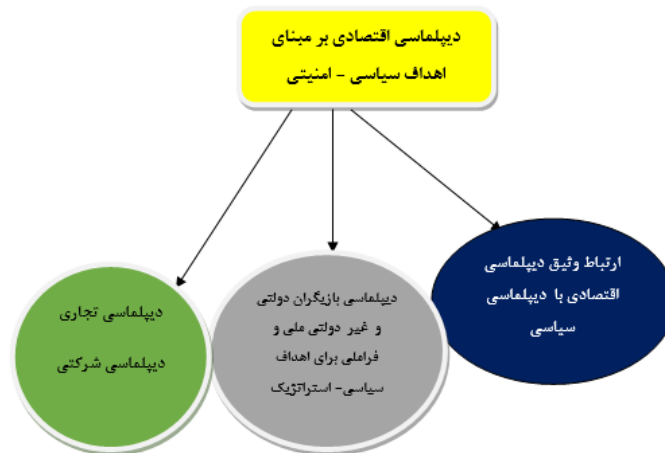 دیپلماسی اقتصادی بر مبنای
اهداف سیاسی - امنیتی
ارتباط وثیق دیپلماسی
اقتصادی با دیپلماسی
سیاسی
دیپلماسی بازیگران دولتی
و غیر دولتی ملی و
فراملی برای اهداف
سیاسی- استراتژیک
دیپلماسی تجاری
دیپلماسی شرکتی